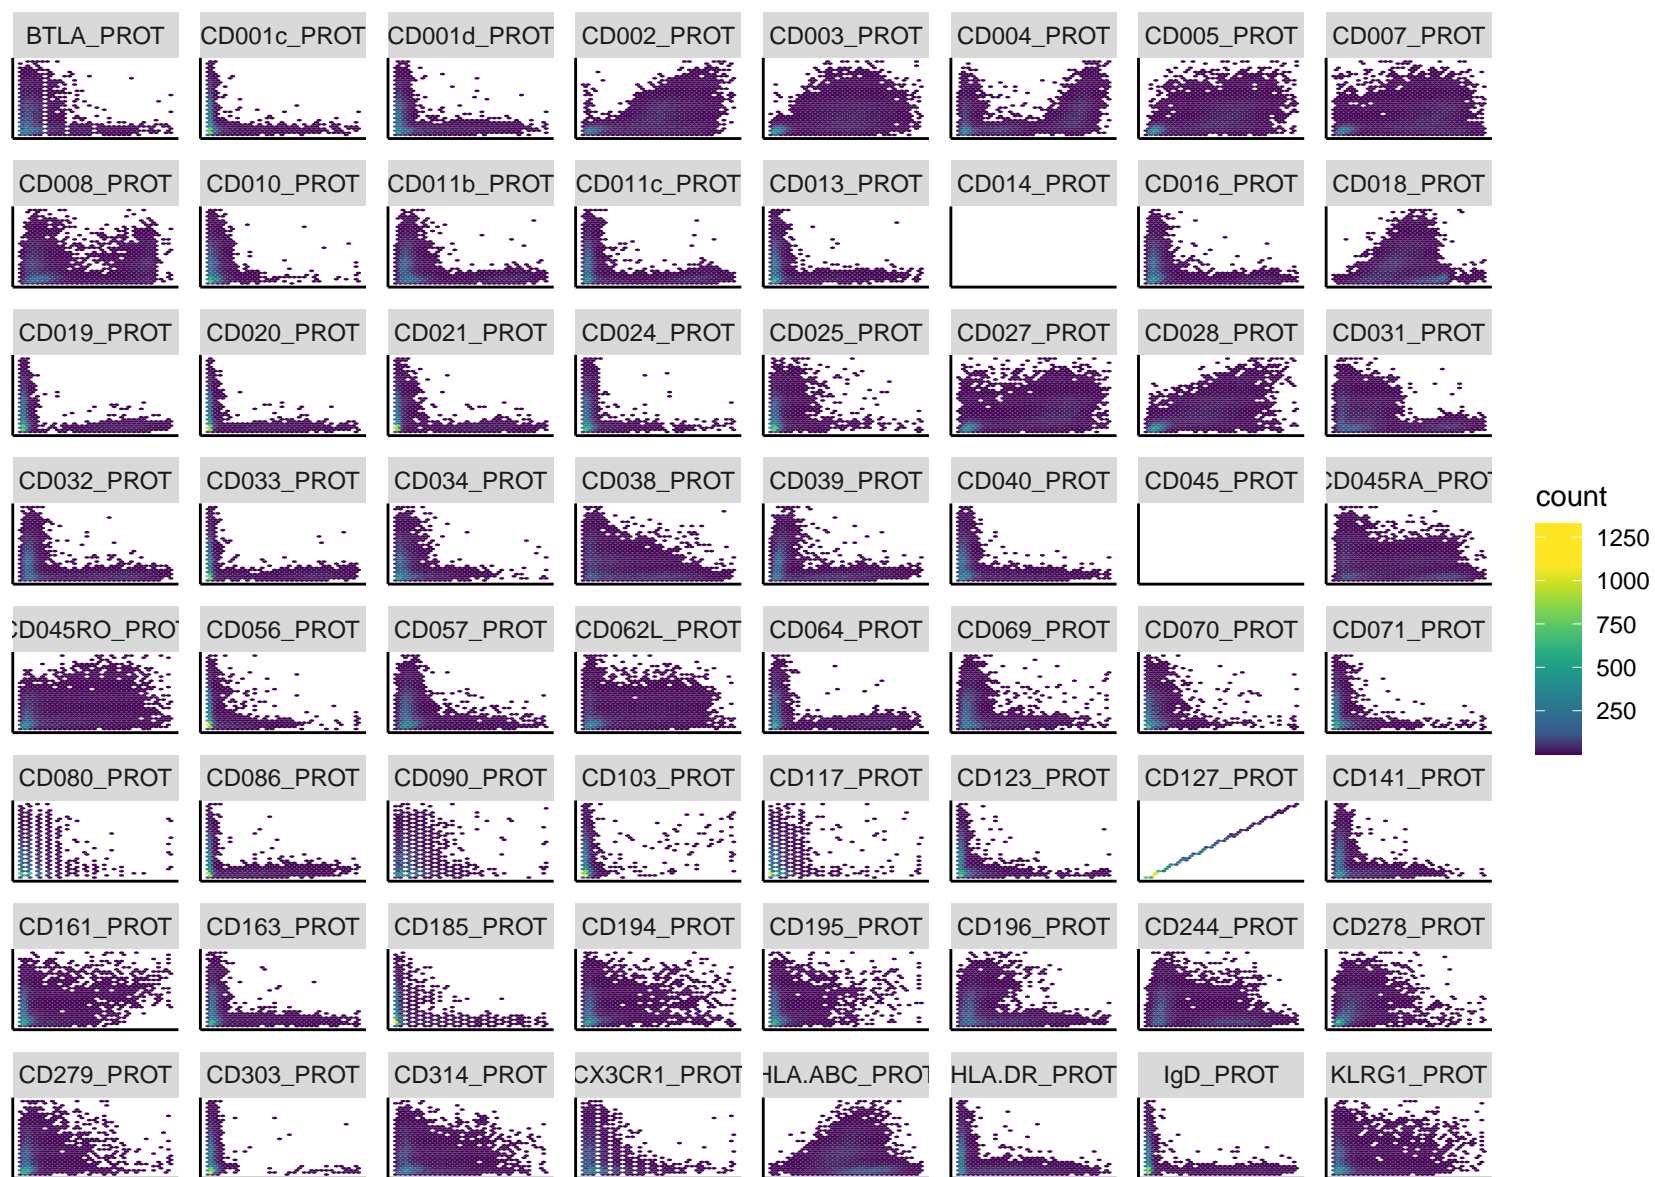 BTLA_PROT CD001c_PROT CD001d_PROT CD002_PROT CD003_PROT CD004_PROT CD005_PROT CD007_PROT
CD008_PROT CD010_PROT CD011b_PROT CD011c_PROT CD013_PROT CD014_PROT CD016_PROT CD018_PROT
CD019_PROT CD020_PROT CD021_PROT CD024_PROT CD025_PROT CD027_PROT CD028_PROT CD031_PROT
CD032_PROT CD033_PROT CD034_PROT CD038_PROT CD039_PROT CD040_PROT CD045_PROT CD045RA_PROT
count
1250
1000
750
500
250
CD045RO_PROT CD056_PROT CD057_PROT CD062L_PROT CD064_PROT CD069_PROT CD070_PROT CD071_PROT
CD080_PROT CD086_PROT CD090_PROT CD103_PROT CD117_PROT CD123_PROT CD127_PROT CD141_PROT
CD161_PROT CD163_PROT CD185_PROT CD194_PROT CD195_PROT CD196_PROT CD244_PROT CD278_PROT
CD279_PROT CD303_PROT CD314_PROT CX3CR1_PROT HLA.ABC_PROT HLA.DR_PROT IgD_PROT KLRG1_PROT